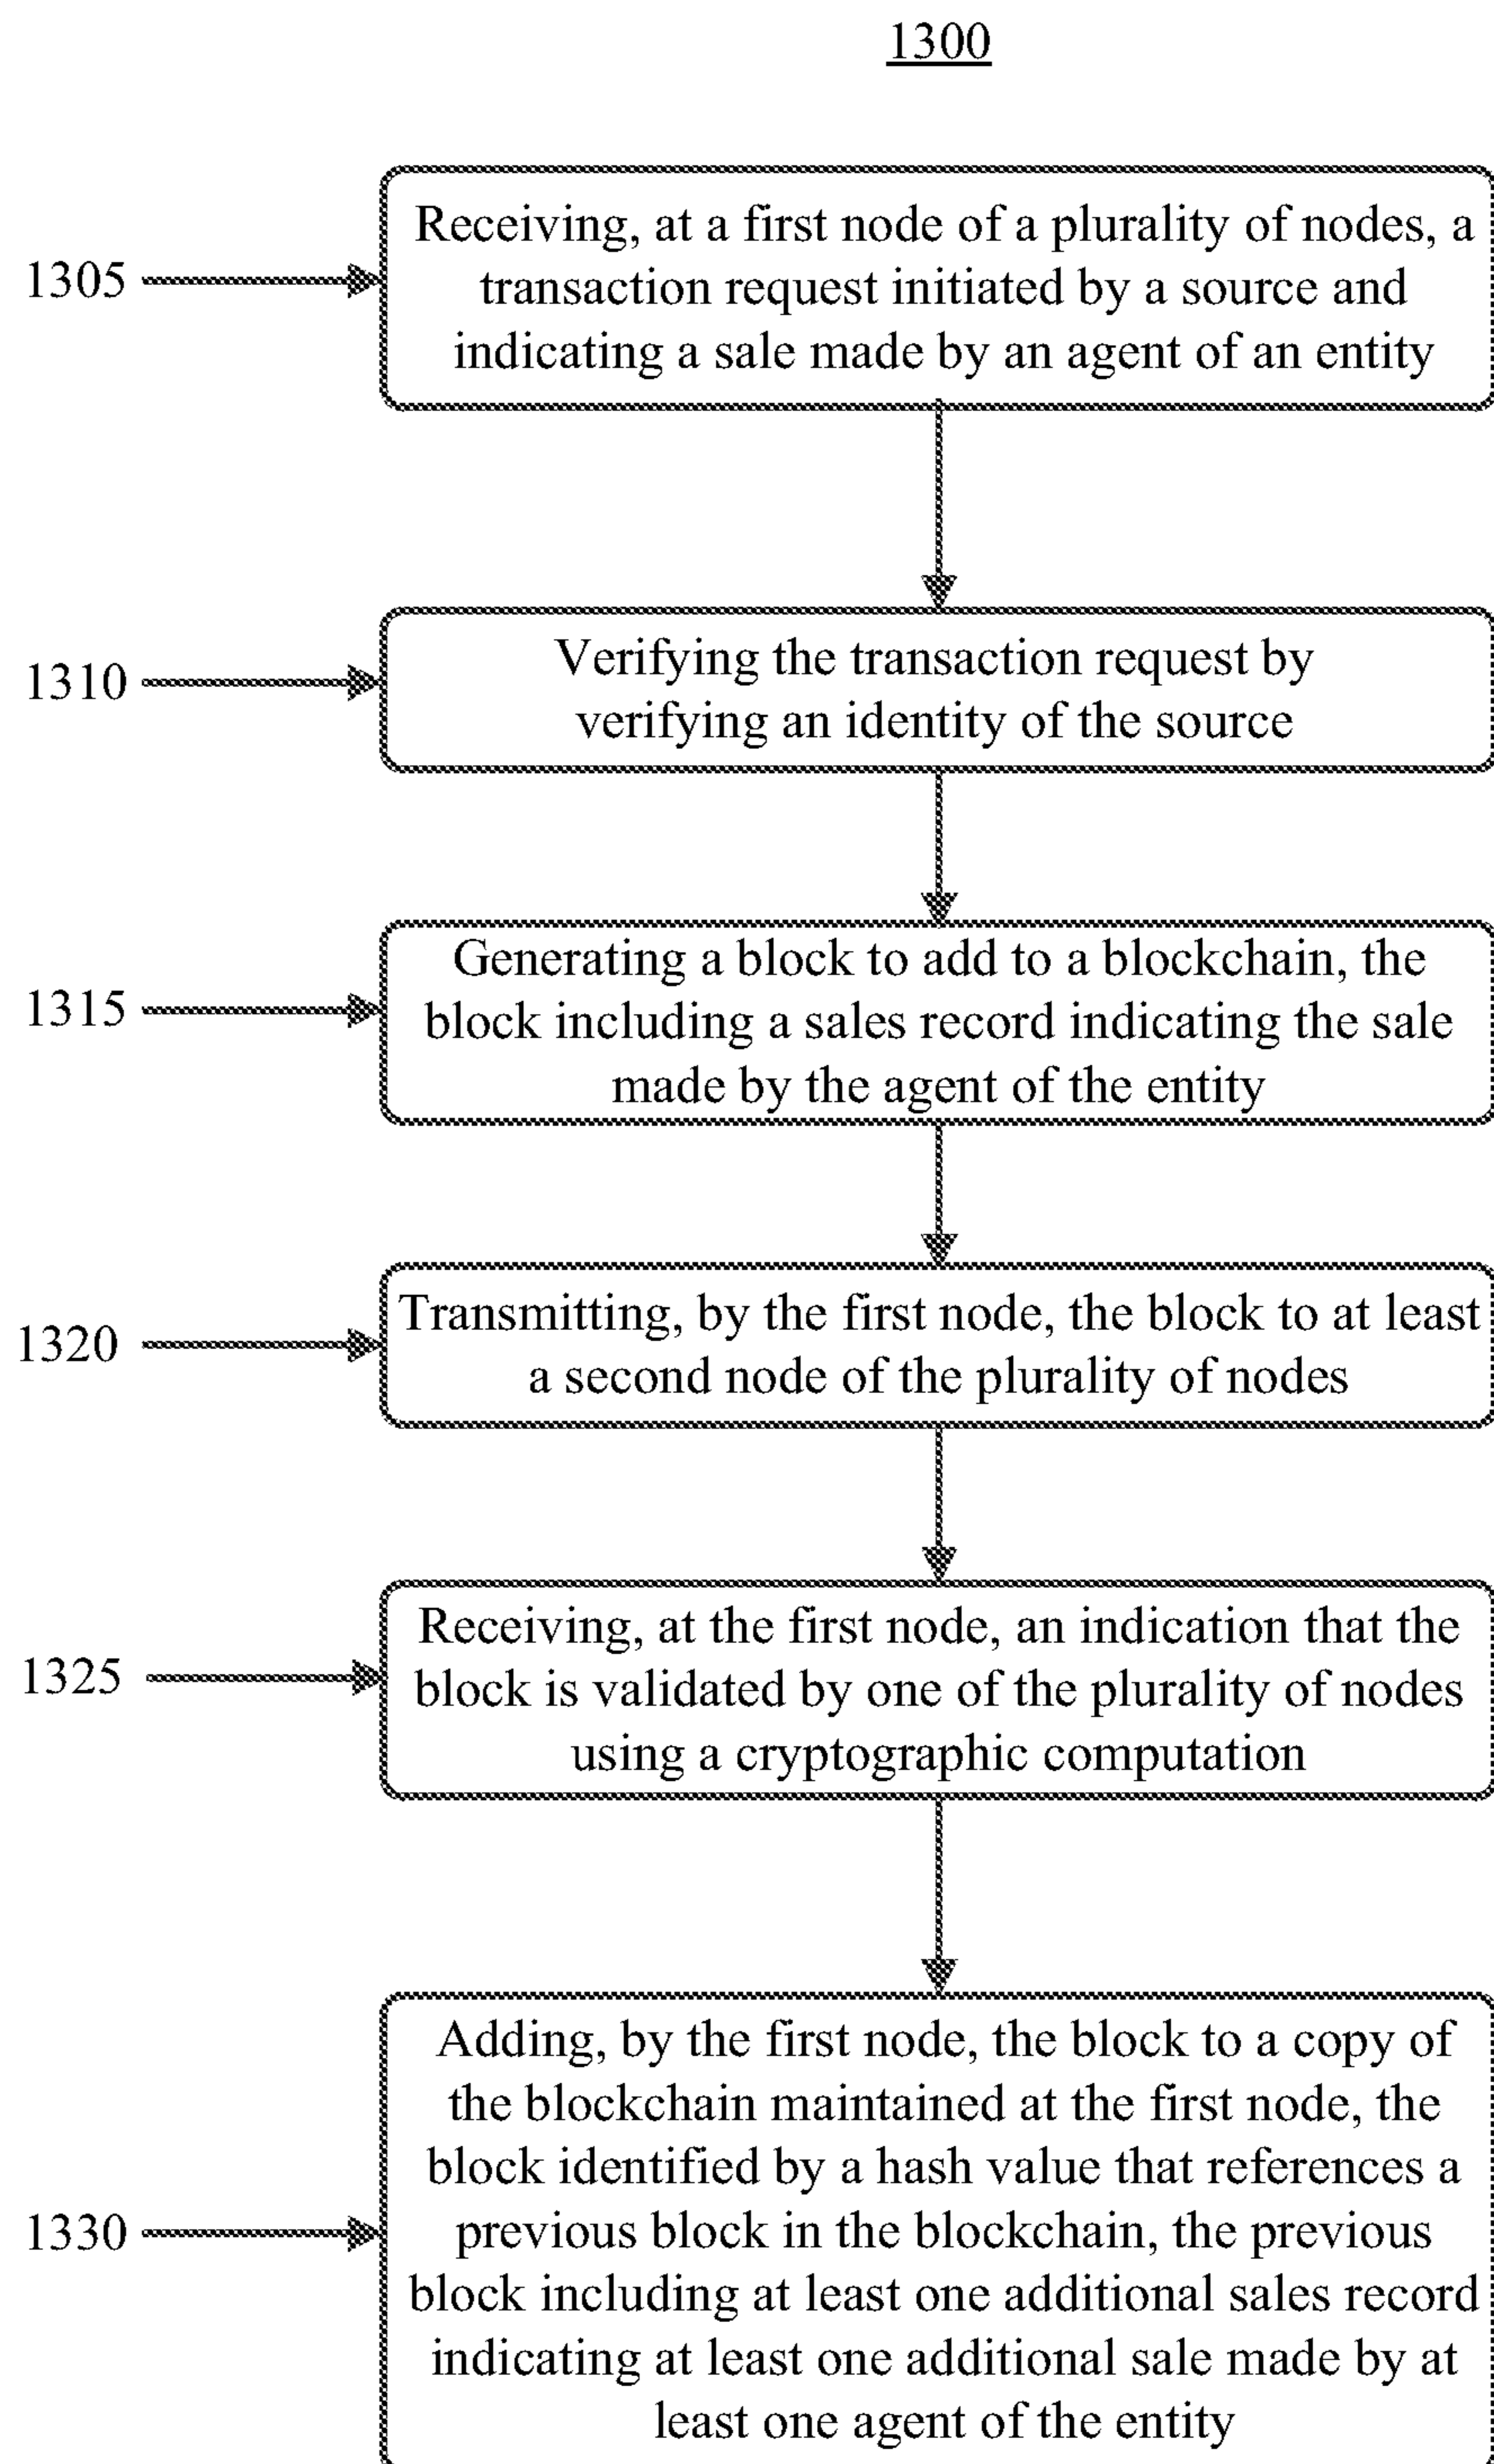 1300
1305
Receiving, at a first node of a plurality of nodes, a
transaction request initiated by a source and
indicating a sale made by an agent of an entity
1310
Verifying the transaction request by
verifying an identity of the source
1315
Generating a block to add to a blockchain, the
block including a sales record indicating the sale
made by the agent of the entity
1320
Transmitting, by the first node, the block to at least
a second node of the plurality of nodes
1325
Receiving, at the first node, an indication that the
block is validated by one of the plurality of nodes
using a cryptographic computation
1330
Adding, by the first node, the block to a copy of
the blockchain maintained at the first node, the
block identified by a hash value that references a
previous block in the blockchain, the previous
block including at least one additional sales record
indicating at least one additional sale made by at
least one agent of the entity